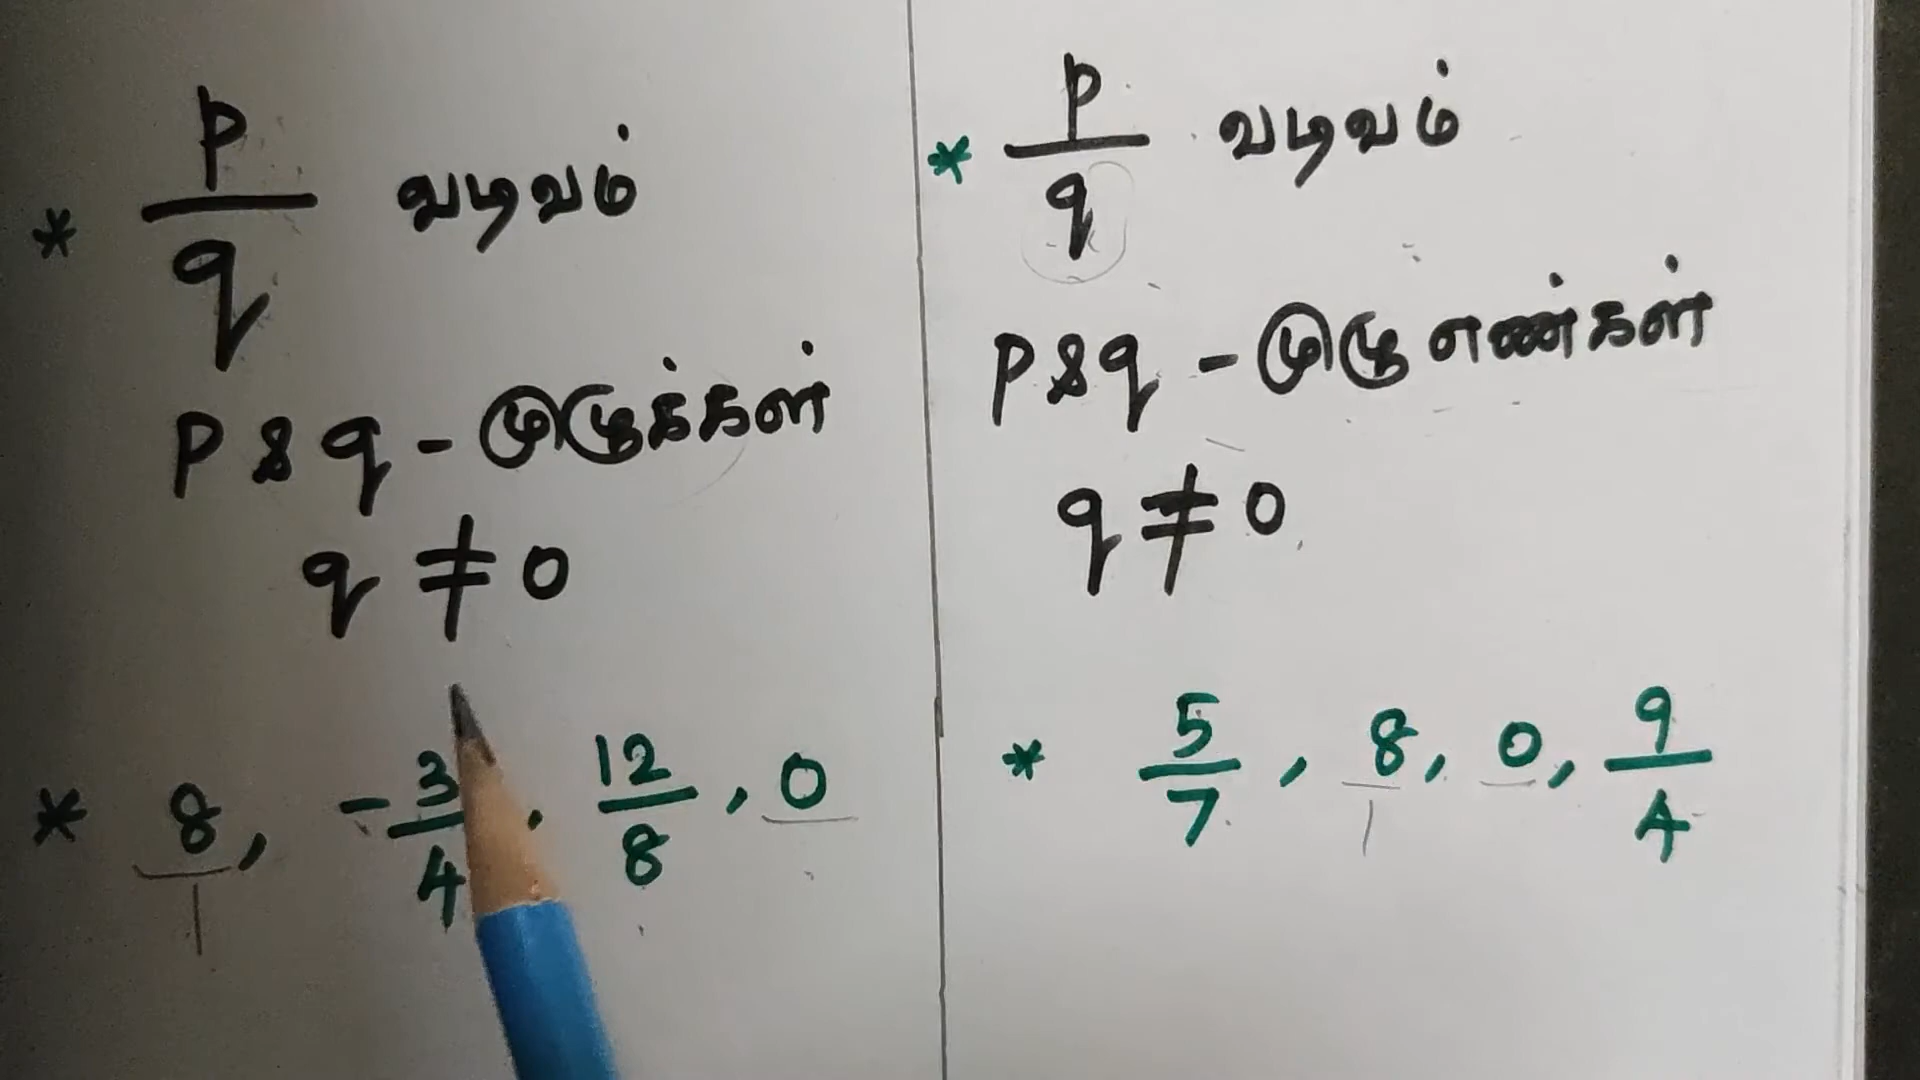 * p/q வடிவம்
p & q - முழுக்கள்
q ≠ 0
* 8/1, -3/4, 12/8, 0
* p/q வடிவம்
p & q - முழு எண்கள்
q ≠ 0
* 5/7, 8/1, 0, 9/4